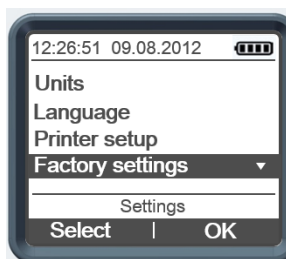 12:26:51 09.08.2012
Units
Language
Printer setup
Factory settings
Settings
Select | OK